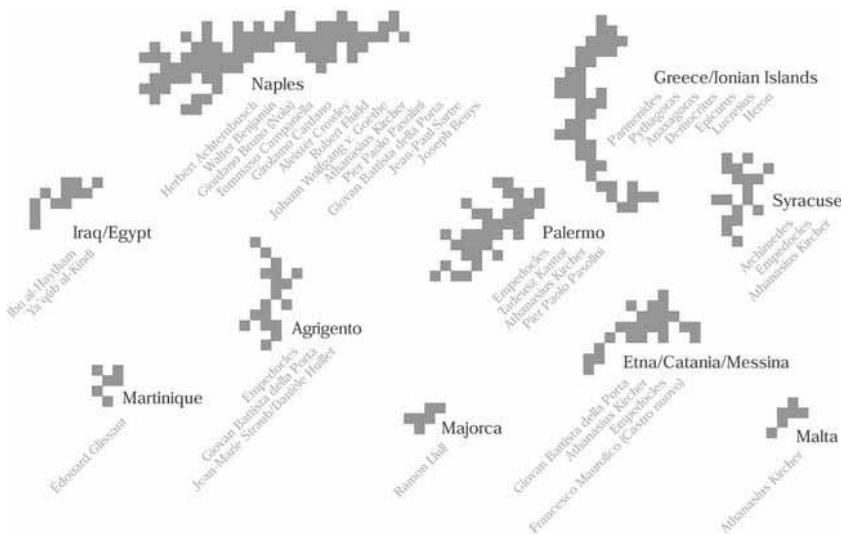 Naples
Herbert Achternbusch
Walter Benjamin
Giordano Bruno (Nola)
Tommaso Campanella
Girolamo Cardano
Aleister Crowley
Robert Fludd
Johann Wolfgang v. Goethe
Athanasius Kircher
Pier Paolo Pasolini
Giovan Battista della Porta
Jean-Paul Sartre
Joseph Beuys
Greece/Ionian Islands
Parmenides
Pythagoras
Anaxagoras
Democritus
Epicurus
Lucretius
Heron
Iraq/Egypt
Ibn al-Haytham
Ya qūb al-Kindī
Palermo
Empedocles
Tadeusz Kantor
Athanasius Kircher
Pier Paolo Pasolini
Syracuse
Archimedes
Empedocles
Athanasius Kircher
Agrigento
Empedocles
Giovan Battista della Porta
Jean-Marie Straub/Danièle Huillet
Etna/Catania/Messina
Giovan Battista della Porta
Athanasius Kircher
Empedocles
Francesco Maurolico (Castro nuovo)
Martinique
Édouard Glissant
Majorca
Ramon Llull
Malta
Athanasius Kircher